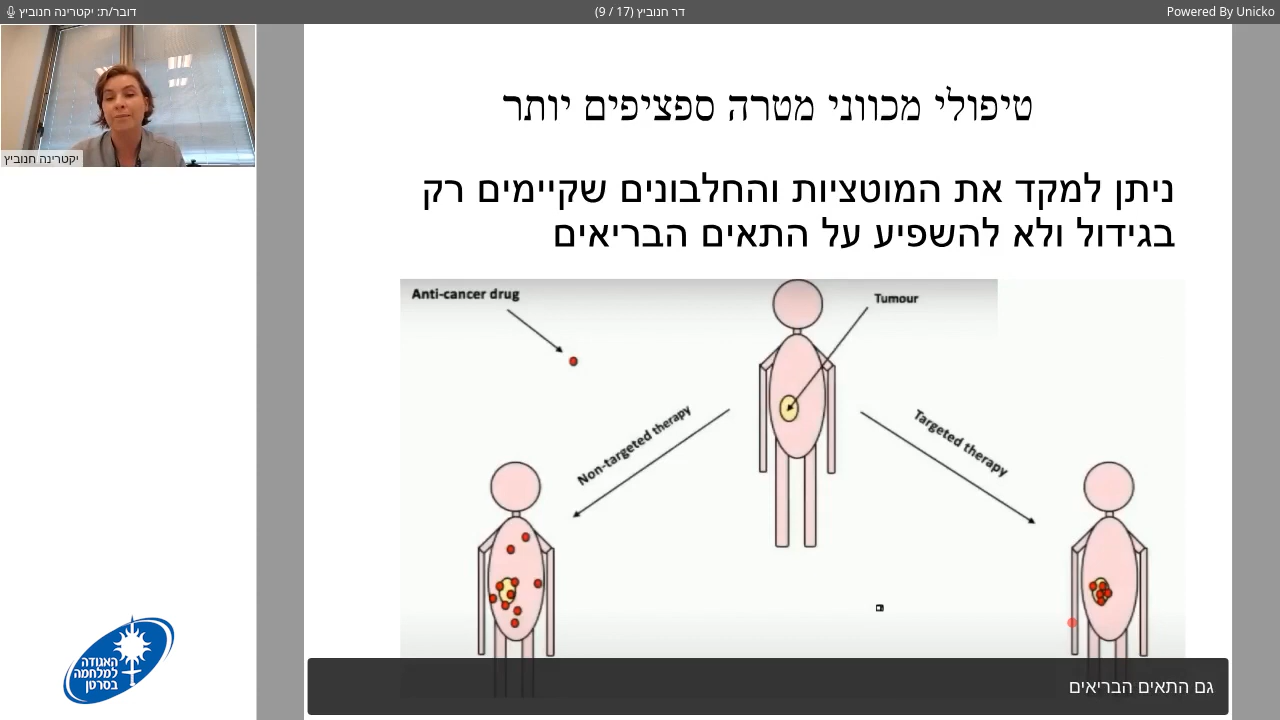 דובר/ת: יקטרינה חנוביץ
דר חנוביץ (17 / 9)
Powered By Unicko
יקטרינה חנוביץ
טיפולי מכווני מטרה ספציפים יותר
ניתן למקד את המוטציות והחלבונים שקיימים רק
בגידול ולא להשפיע על התאים הבריאים
Anti-cancer drug
Tumour
Non-targeted therapy
Targeted therapy
האגודה
למלחמה
בסרטן
גם התאים הבריאים